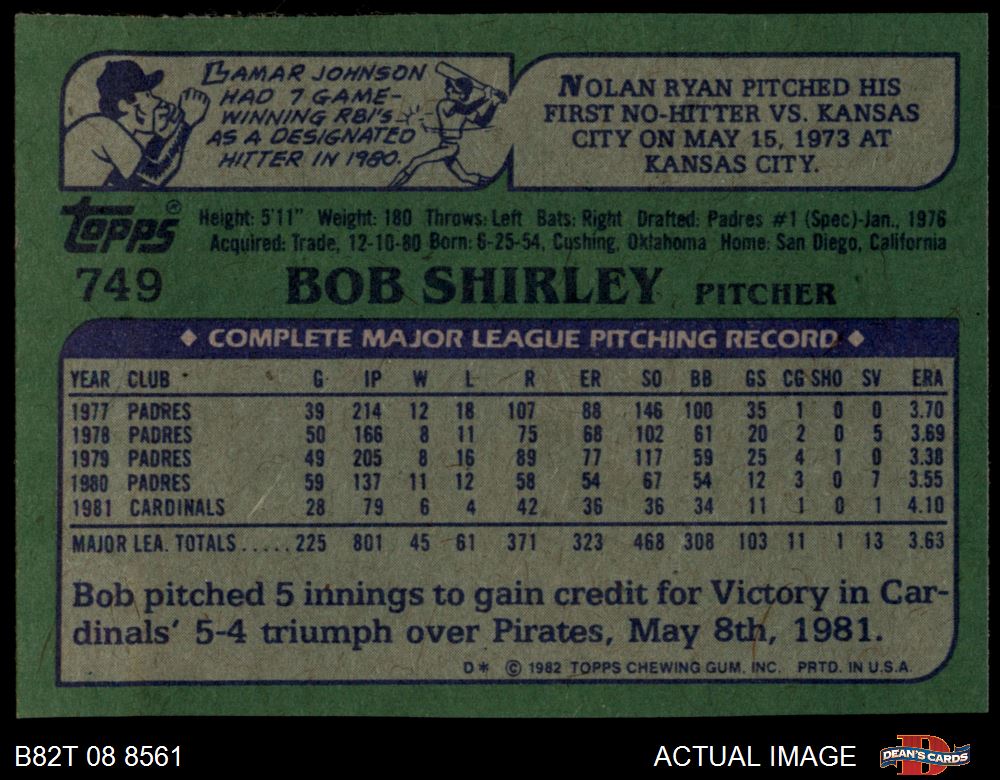 LAMAR JOHNSON
HAD 7 GAME-
WINNING RBI'S
AS A DESIGNATED
HITTER IN 1980.
NOLAN RYAN PITCHED HIS
FIRST NO-HITTER VS. KANSAS
CITY ON MAY 15, 1973 AT
KANSAS CITY.
topps®
Height: 5'11" Weight: 180 Throws: Left Bats: Right Drafted: Padres #1 (Spec)-Jan., 1976
Acquired: Trade, 12-10-80 Born: 6-25-54, Cushing, Oklahoma Home: San Diego, California
749 BOB SHIRLEY PITCHER
◆ COMPLETE MAJOR LEAGUE PITCHING RECORD ◆
YEAR CLUB G IP W L R ER SO BB GS CG SHO SV ERA
1977 PADRES 39 214 12 18 107 88 146 100 35 1 0 0 3.70
1978 PADRES 50 166 8 11 75 68 102 61 20 2 0 5 3.69
1979 PADRES 49 205 8 16 89 77 117 59 25 4 1 0 3.38
1980 PADRES 59 137 11 12 58 54 67 54 12 3 0 7 3.55
1981 CARDINALS 28 79 6 4 42 36 36 34 11 1 0 1 4.10
MAJOR LEA. TOTALS.....225 801 45 61 371 323 468 308 103 11 1 13 3.63
Bob pitched 5 innings to gain credit for Victory in Car-
dinals' 5-4 triumph over Pirates, May 8th, 1981.
D* © 1982 TOPPS CHEWING GUM, INC. PRTD. IN U.S.A.
B82T 08 8561 ACTUAL IMAGE DEAN'S CARDS